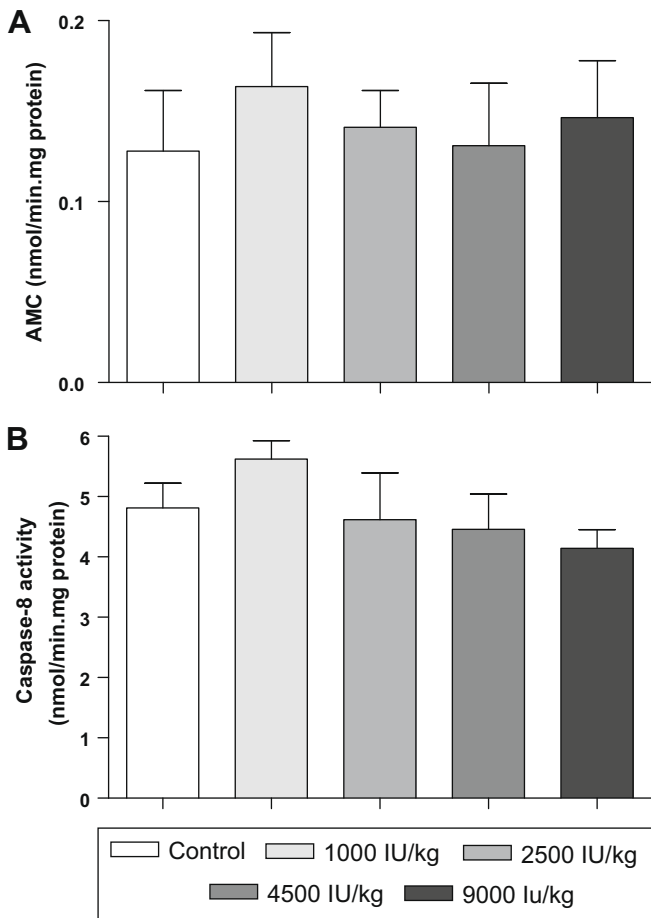 A
AMC (nmol/min.mg protein)
0.2
0.1
0.0
B
Caspase-8 activity
(nmol/min.mg protein)
6
5
4
3
2
1
0
Control 1000 IU/kg 2500 IU/kg
4500 IU/kg 9000 Iu/kg